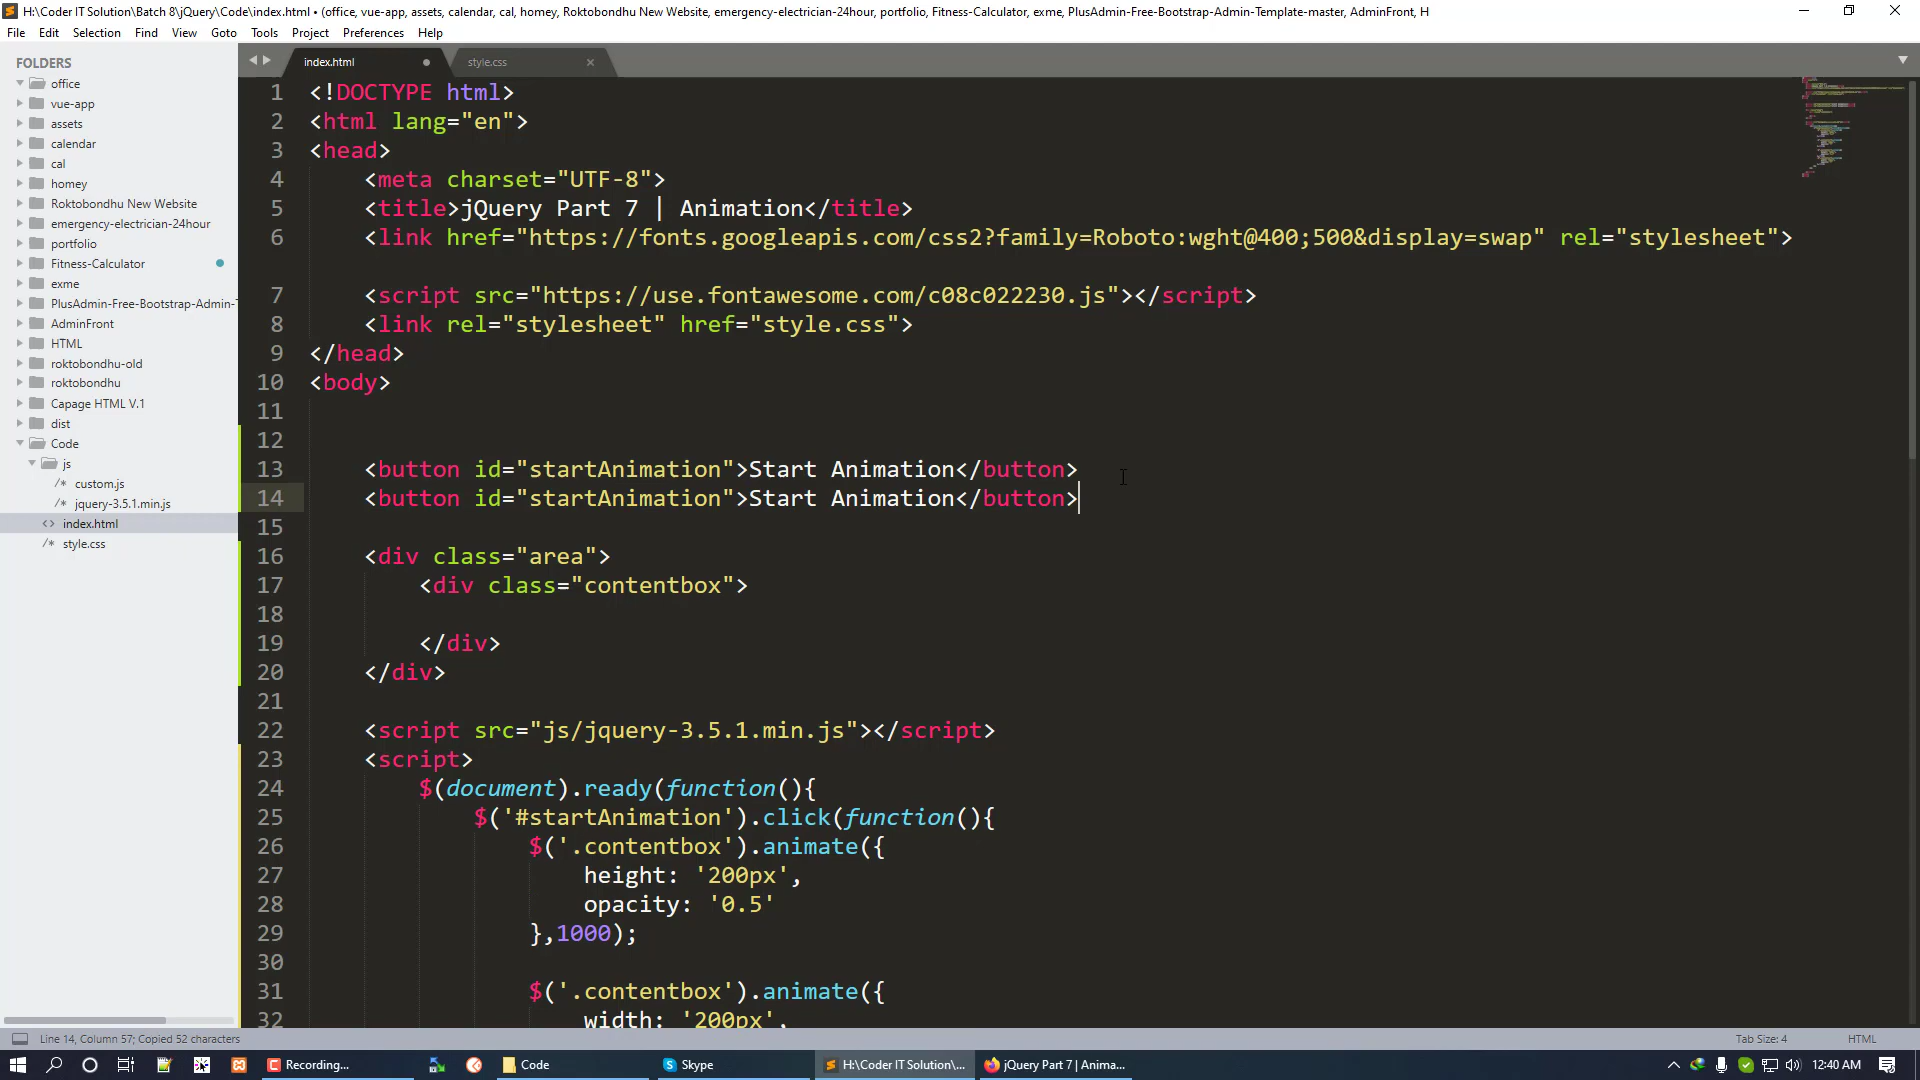 H:\Coder IT Solution\Batch 8\jQuery\Code\index.html • (office, vue-app, assets, calendar, cal, homey, Roktobondhu New Website, emergency-electrician-24hour, portfolio, Fitness-Calculator, exme, PlusAdmin-Free-Bootstrap-Admin-Template-master, AdminFront, H
File Edit Selection Find View Goto Tools Project Preferences Help
FOLDERS
office
vue-app
assets
calendar
cal
homey
Roktobondhu New Website
emergency-electrician-24hour
portfolio
Fitness-Calculator
exme
PlusAdmin-Free-Bootstrap-Admin-
AdminFront
HTML
roktobondhu-old
roktobondhu
Capage HTML V.1
dist
Code
js
/* custom.js
/* jquery-3.5.1.min.js
<> index.html
/* style.css
index.html
style.css
1 <!DOCTYPE html>
2 <html lang="en">
3 <head>
4 <meta charset="UTF-8">
5 <title>jQuery Part 7 | Animation</title>
6 <link href="https://fonts.googleapis.com/css2?family=Roboto:wght@400;500&display=swap" rel="stylesheet">
7 <script src="https://use.fontawesome.com/c08c022230.js"></script>
8 <link rel="stylesheet" href="style.css">
9 </head>
10 <body>
11
12
13 <button id="startAnimation">Start Animation</button>
14 <button id="startAnimation">Start Animation</button>
15
16 <div class="area">
17 <div class="contentbox">
18
19 </div>
20 </div>
21
22 <script src="js/jquery-3.5.1.min.js"></script>
23 <script>
24 $(document).ready(function(){
25 $('#startAnimation').click(function(){
26 $('.contentbox').animate({
27 height: '200px',
28 opacity: '0.5'
29 },1000);
30
31 $('.contentbox').animate({
32 width: '200px',
Line 14, Column 57; Copied 52 characters
Tab Size: 4
HTML
Recording...
Code
Skype
H:\Coder IT Solution\...
jQuery Part 7 | Anima...
12:40 AM